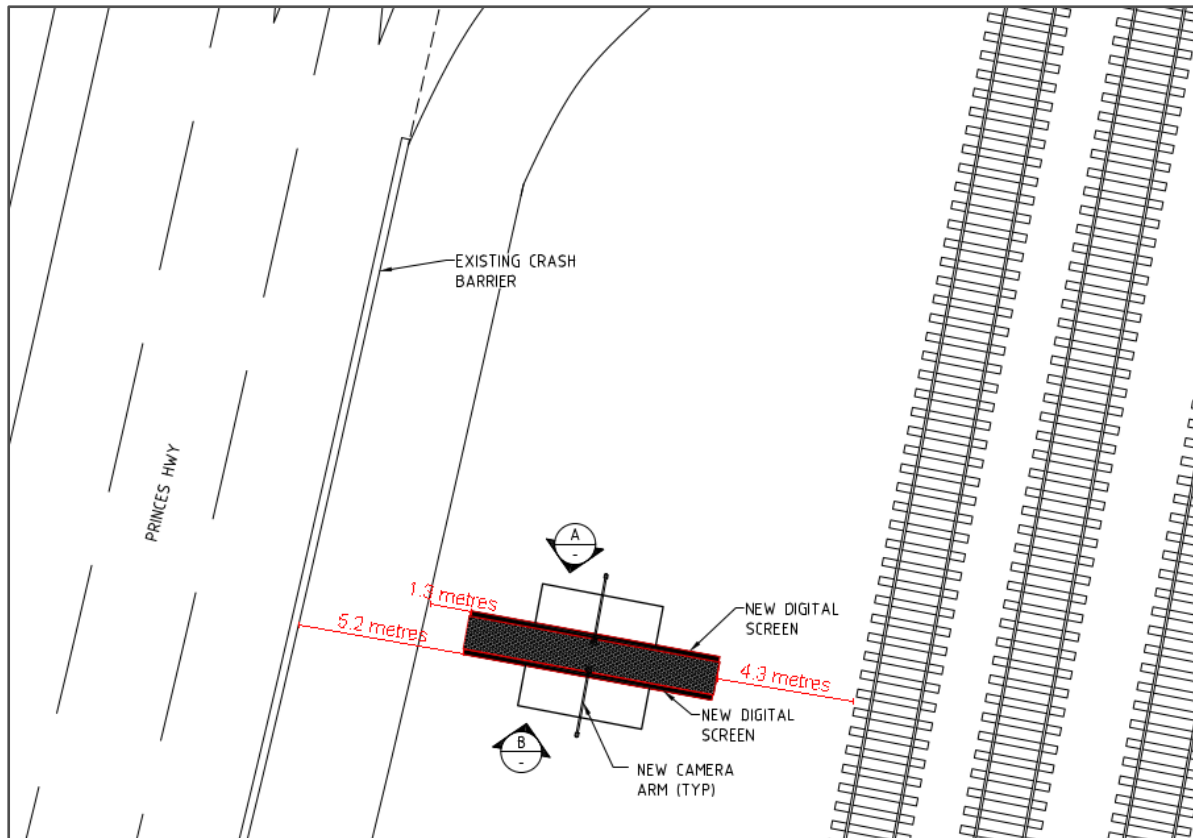 EXISTING CRASH
BARRIER
PRINCES HWY
A
-
1.3 metres
5.2 metres
NEW DIGITAL
SCREEN
4.3 metres
NEW DIGITAL
SCREEN
B
-
NEW CAMERA
ARM (TYP)